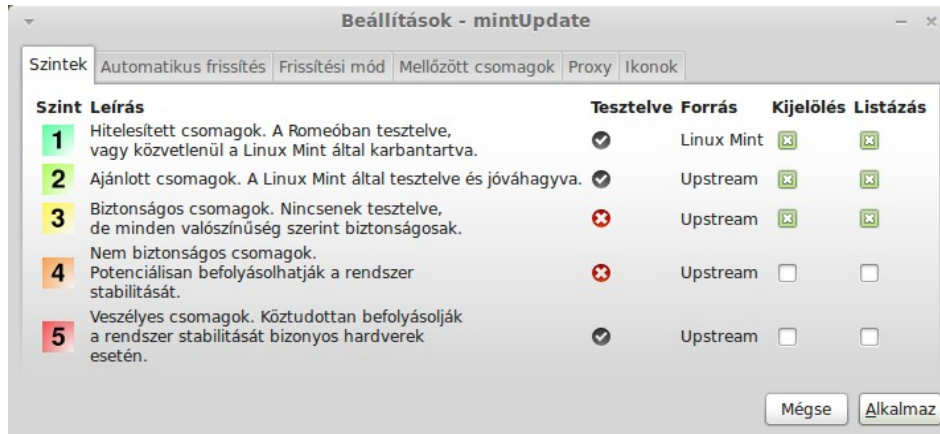 Beállítások - mintUpdate
Szintek Automatikus frissítés Frissítési mód Mellőzött csomagok Proxy Ikonok
Szint Leírás Tesztelve Forrás Kijelölés Listázás
1 Hitelesített csomagok. A Romeóban tesztelve,
vagy közvetlenül a Linux Mint által karbantartva. Linux Mint
2 Ajánlott csomagok. A Linux Mint által tesztelve és jóváhagyva. Upstream
3 Biztonságos csomagok. Nincsenek tesztelve,
de minden valószínűség szerint biztonságosak. Upstream
Nem biztonságos csomagok.
4 Potenciálisan befolyásolhatják a rendszer Upstream
stabilitását.
Veszélyes csomagok. Köztudottan befolyásolják
5 a rendszer stabilitását bizonyos hardverek Upstream
esetén.
Mégse Alkalmaz